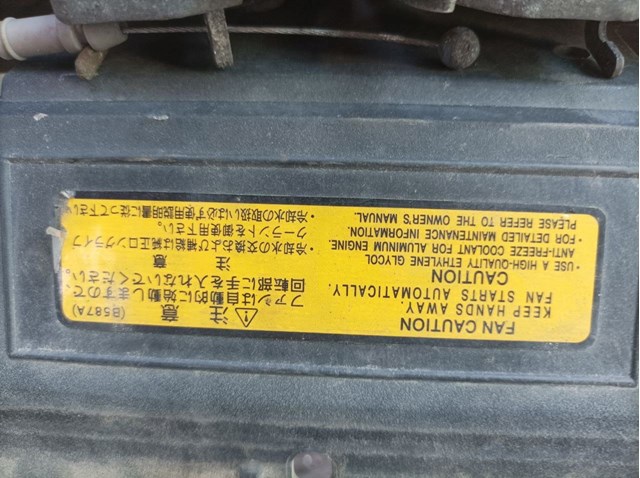 FAN CAUTION
KEEP HANDS AWAY.
FAN STARTS AUTOMATICALLY.
CAUTION
・USE A HIGH-QUALITY ETHYLENE GLYCOL
ANTI-FREEZE COOLANT FOR ALUMINUM ENGINE.
・FOR DETAILED MAINTENANCE INFORMATION.
PLEASE REFER TO THE OWNER'S MANUAL.
⚠ 注 意 (B587A)
ファンは自動的に始動しますので、
回転部に手を入れないでください。
注 意
・冷却水の交換および補給は純正ロングライフ
クーラントを御使用下さい。
・冷却水の取扱いは必ず使用説明書に従って下さい。